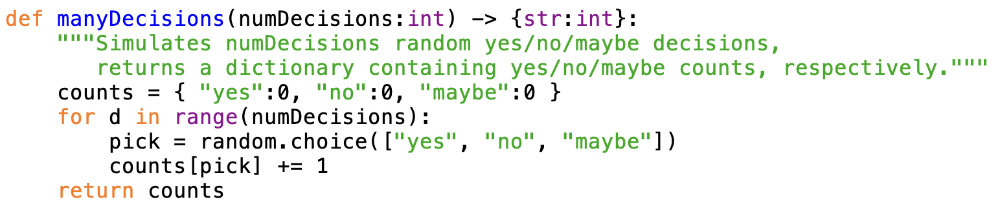 def manyDecisions(numDecisions:int) -> {str:int}:
    """Simulates numDecisions random yes/no/maybe decisions,
       returns a dictionary containing yes/no/maybe counts, respectively."""
    counts = { "yes":0, "no":0, "maybe":0 }
    for d in range(numDecisions):
        pick = random.choice(["yes", "no", "maybe"])
        counts[pick] += 1
    return counts